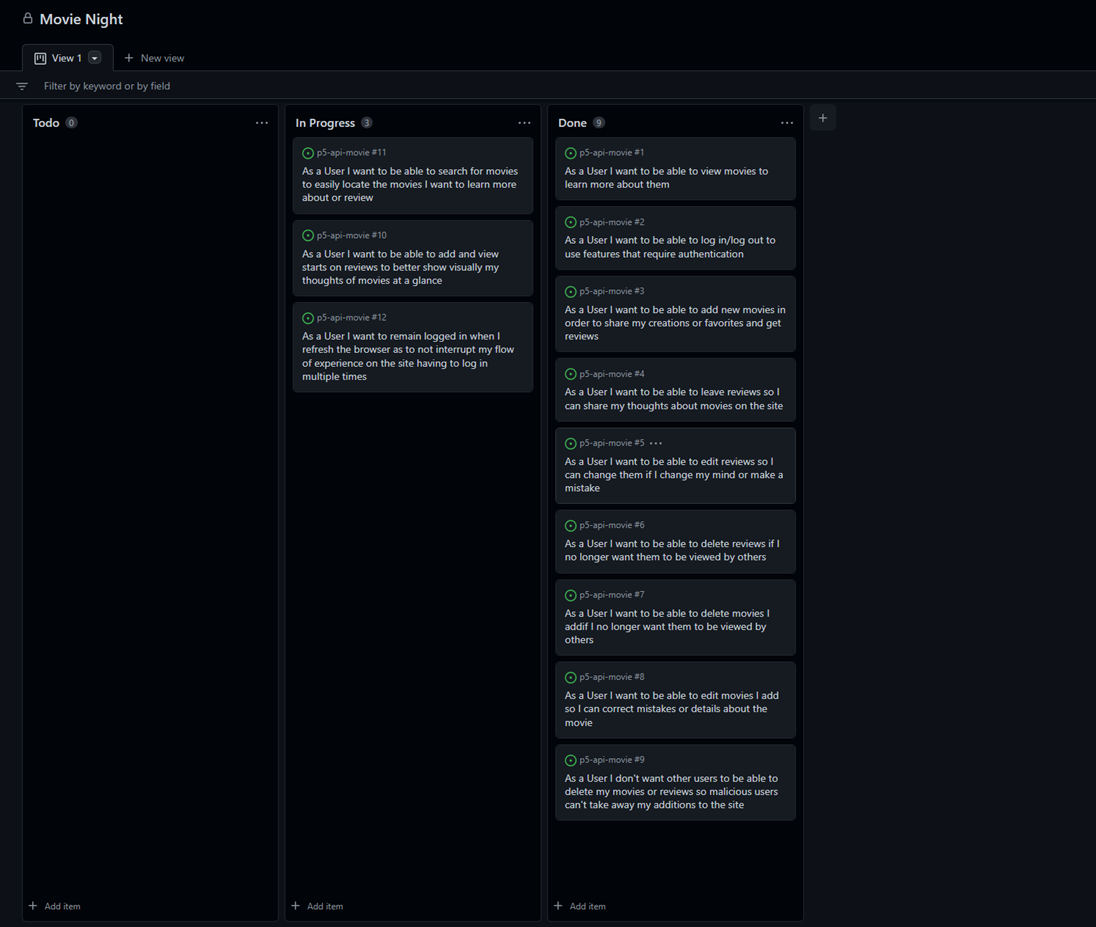 Movie Night
View 1
New view
Filter by keyword or by field
Todo 0
In Progress 3
p5-api-movie #11
As a User I want to be able to search for movies
to easily locate the movies I want to learn more
about or review
p5-api-movie #10
As a User I want to be able to add and view
starts on reviews to better show visually my
thoughts of movies at a glance
p5-api-movie #12
As a User I want to remain logged in when I
refresh the browser as to not interrupt my flow
of experience on the site having to log in
multiple times
Done 9
p5-api-movie #1
As a User I want to be able to view movies to
learn more about them
p5-api-movie #2
As a User I want to be able to log in/log out to
use features that require authentication
p5-api-movie #3
As a User I want to be able to add new movies in
order to share my creations or favorites and get
reviews
p5-api-movie #4
As a User I want to be able to leave reviews so I
can share my thoughts about movies on the site
p5-api-movie #5
As a User I want to be able to edit reviews so I
can change them if I change my mind or make a
mistake
p5-api-movie #6
As a User I want to be able to delete reviews if I
no longer want them to be viewed by others
p5-api-movie #7
As a User I want to be able to delete movies I
addif I no longer want them to be viewed by
others
p5-api-movie #8
As a User I want to be able to edit movies I add
so I can correct mistakes or details about the
movie
p5-api-movie #9
As a User I don't want other users to be able to
delete my movies or reviews so malicious users
can't take away my additions to the site
Add item
Add item
Add item